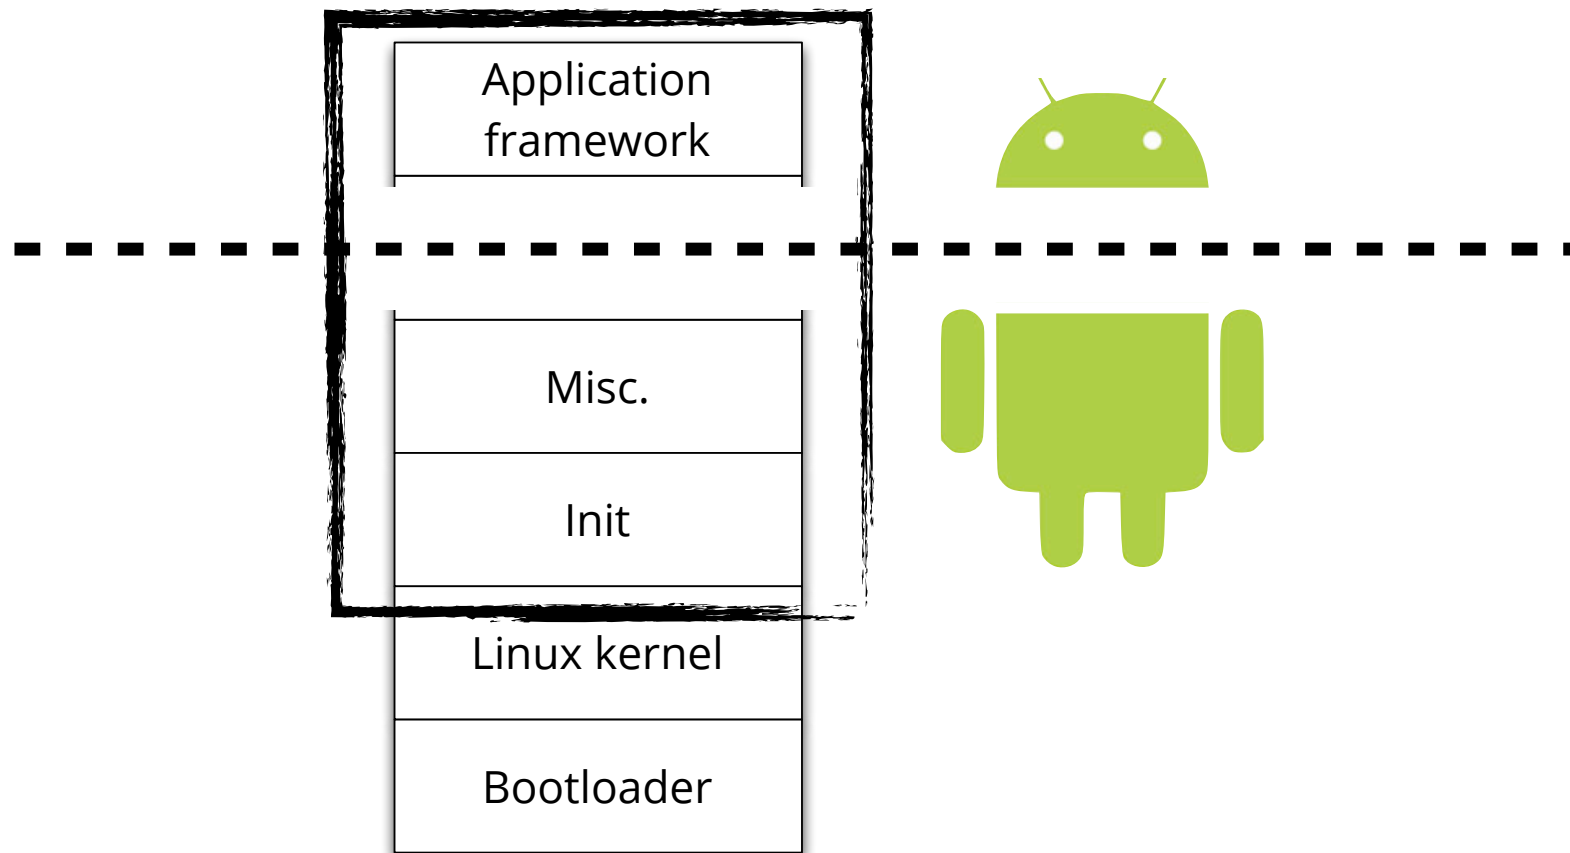 Application
framework
Misc.
Init
Linux kernel
Bootloader